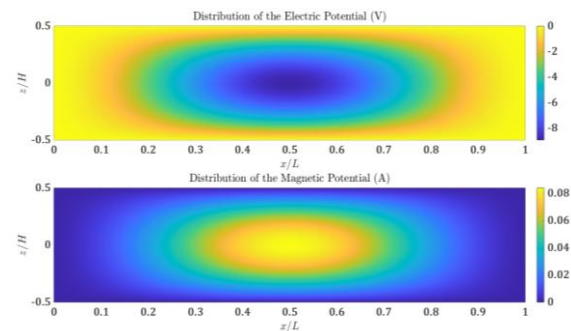 Distribution of the Electric Potential (V)
0.5
0
-0.5
z/H
0 0.1 0.2 0.3 0.4 0.5 0.6 0.7 0.8 0.9 1
x/L
0
-2
-4
-6
-8
Distribution of the Magnetic Potential (A)
0.5
0
-0.5
z/H
0 0.1 0.2 0.3 0.4 0.5 0.6 0.7 0.8 0.9 1
x/L
0.08
0.06
0.04
0.02
0